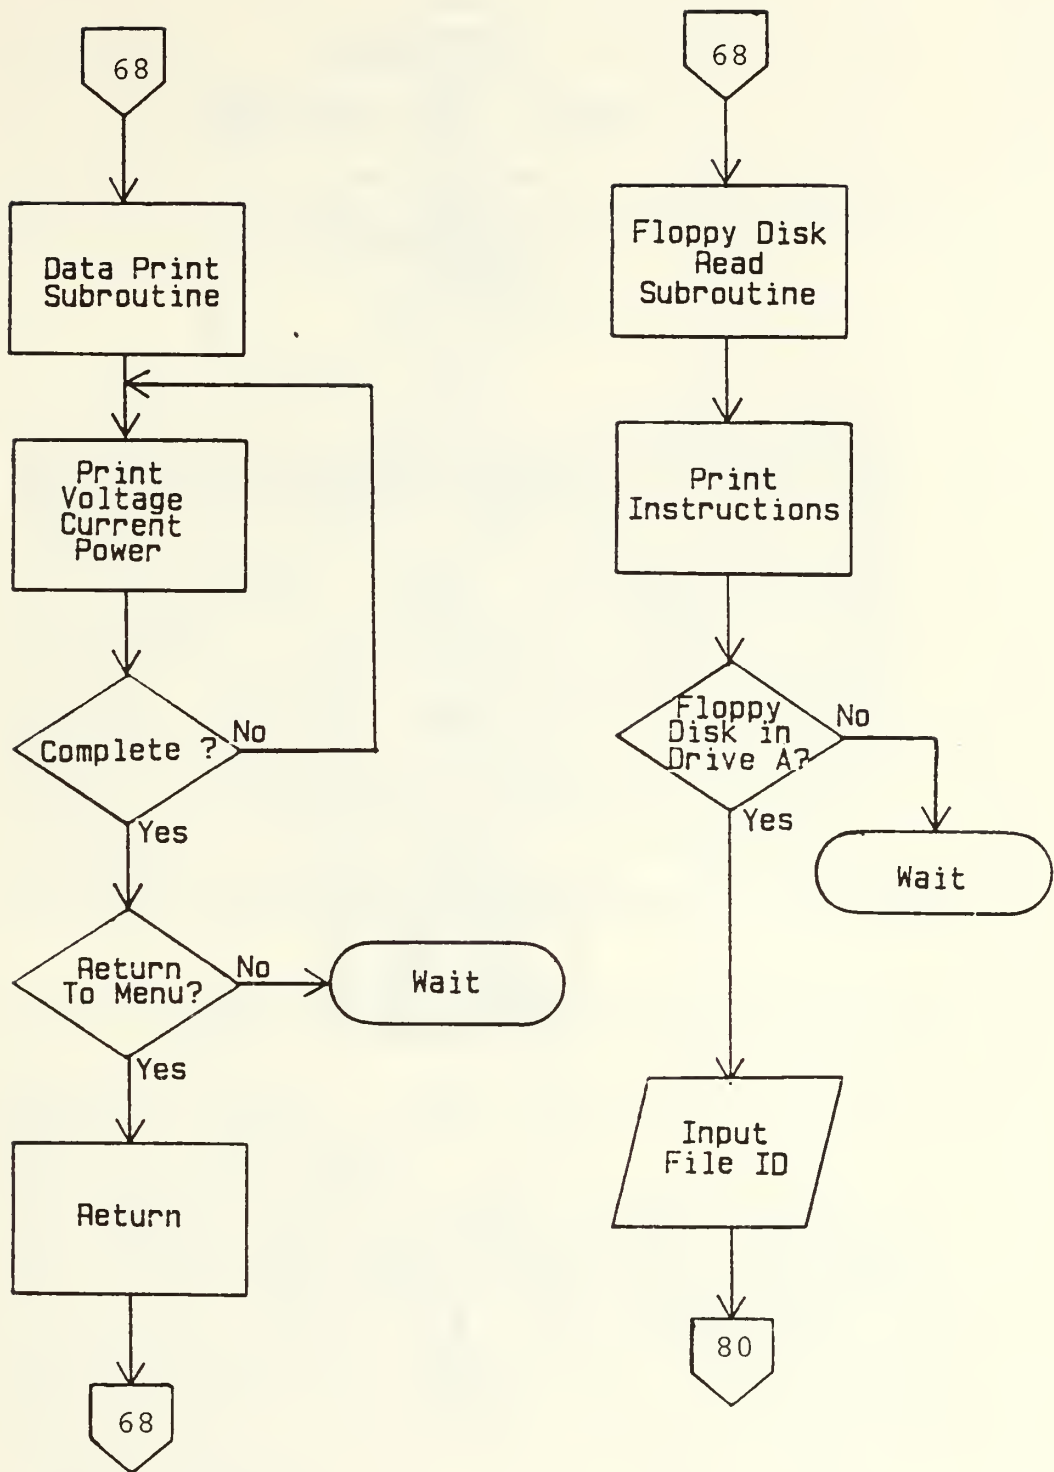 68
Data Print
Subroutine
Print
Voltage
Current
Power
Complete ?
No
Yes
Return
To Menu?
No
Wait
Yes
Return
68
68
Floppy Disk
Read
Subroutine
Print
Instructions
Floppy
Disk in
Drive A?
No
Wait
Yes
Input
File ID
80